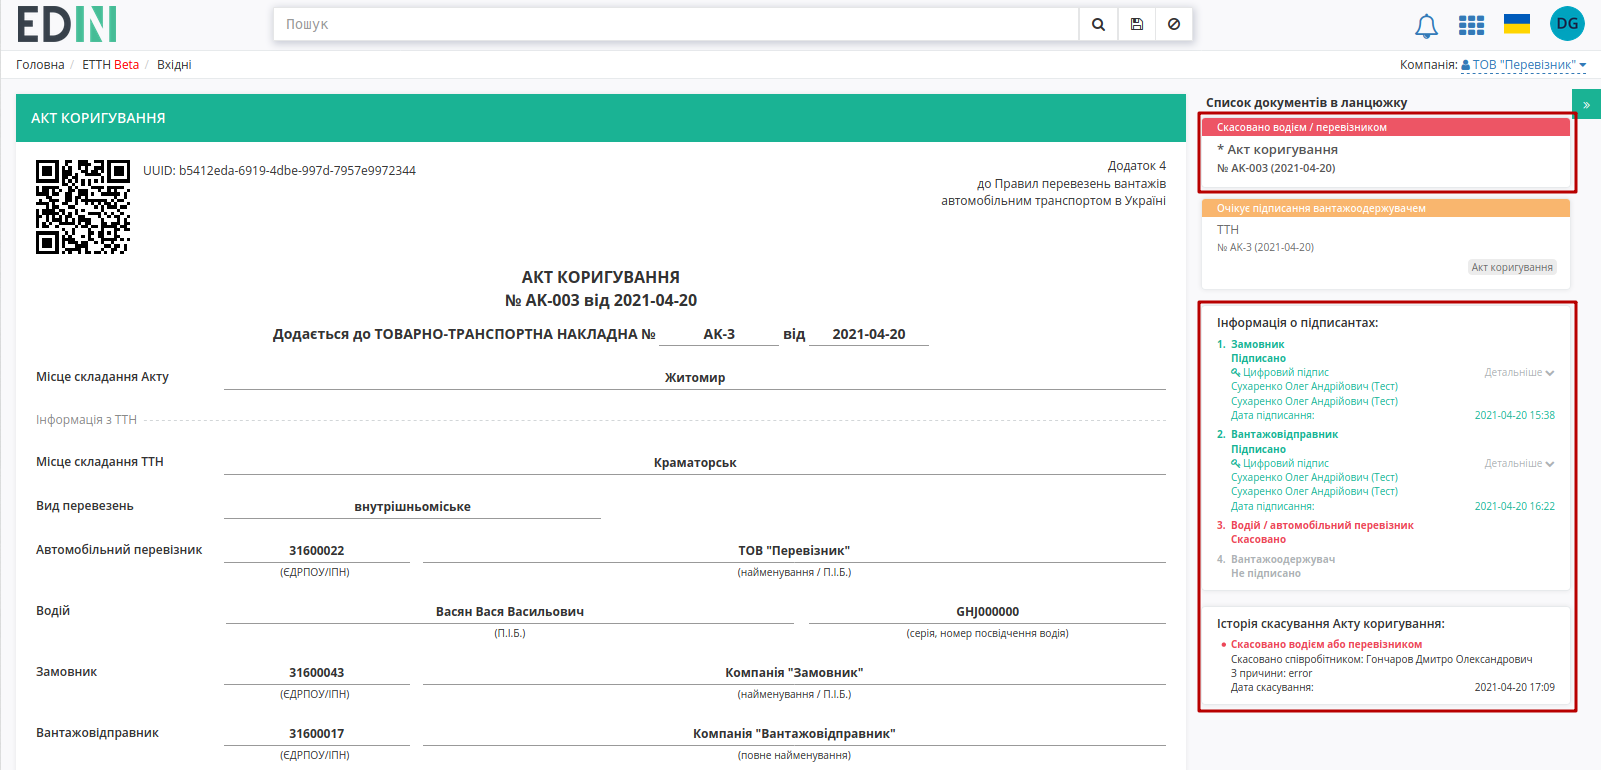 EDIN
Пошук
DG
Головна / ЕТТН Beta / Вхідні
Компанія: ТОВ "Перевізник"
АКТ КОРИГУВАННЯ
UUID: b5412eda-6919-4dbe-997d-7957e9972344
Додаток 4
до Правил перевезень вантажів
автомобільним транспортом в Україні
АКТ КОРИГУВАННЯ
№ АК-003 від 2021-04-20
Додається до ТОВАРНО-ТРАНСПОРТНА НАКЛАДНА № АК-3 від 2021-04-20
Місце складання Акту Житомир
Інформація з ТТН
Місце складання ТТН Краматорськ
Вид перевезень внутрішньоміське
Автомобільний перевізник 31600022 ТОВ "Перевізник"
(ЄДРПОУ/ІПН) (найменування / П.І.Б.)
Водій Васян Вася Васильович GHJ000000
(П.І.Б.) (серія, номер посвідчення водія)
Замовник 31600043 Компанія "Замовник"
(ЄДРПОУ/ІПН) (найменування / П.І.Б.)
Вантажовідправник 31600017 Компанія "Вантажовідправник"
(ЄДРПОУ/ІПН) (повне найменування)
Список документів в ланцюжку
»
Скасовано водієм / перевізником
* Акт коригування
№ АК-003 (2021-04-20)
Очікує підписання вантажоодержувачем
ТТН
№ АК-3 (2021-04-20)
Акт коригування
Інформація о підписантах:
1. Замовник
Підписано
Цифровий підпис Детальніше
Сухаренко Олег Андрійович (Тест)
Сухаренко Олег Андрійович (Тест)
Дата підписання: 2021-04-20 15:38
2. Вантажовідправник
Підписано
Цифровий підпис Детальніше
Сухаренко Олег Андрійович (Тест)
Сухаренко Олег Андрійович (Тест)
Дата підписання: 2021-04-20 16:22
3. Водій / автомобільний перевізник
Скасовано
4. Вантажоодержувач
Не підписано
Історія скасування Акту коригування:
• Скасовано водієм або перевізником
Скасовано співробітником: Гончаров Дмитро Олександрович
З причини: error
Дата скасування: 2021-04-20 17:09